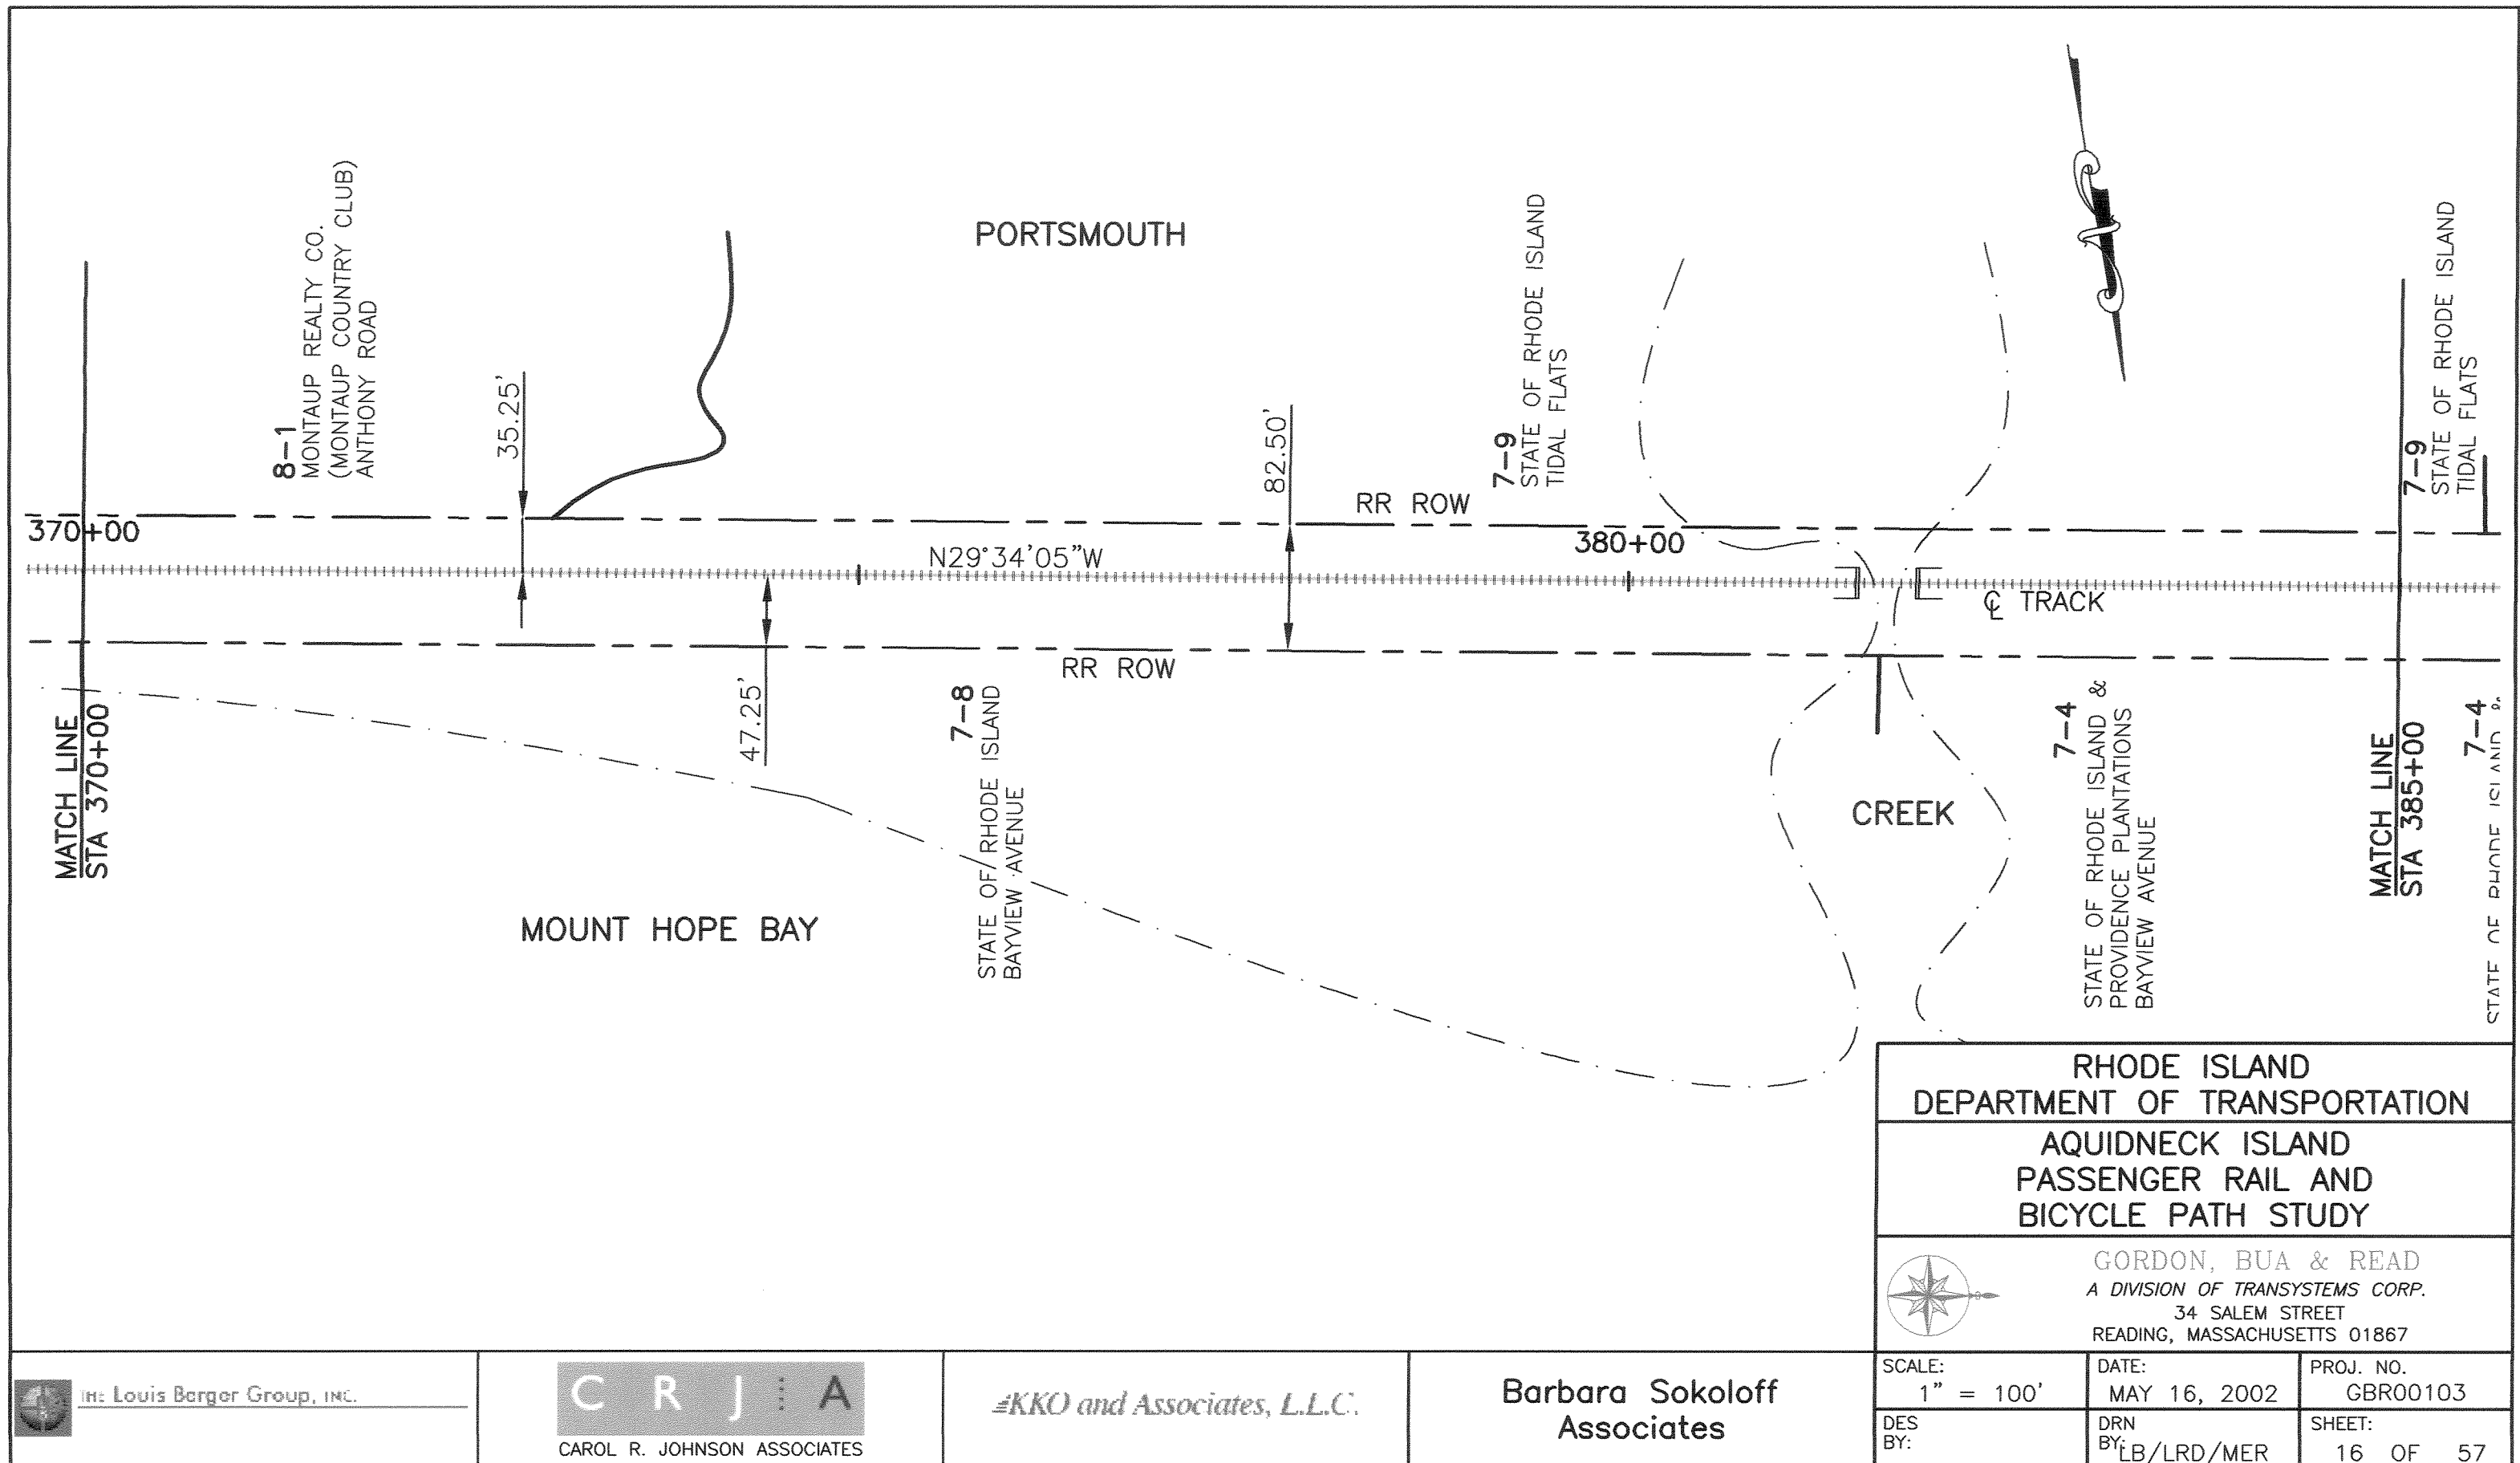 8-1
MONTAUP REALTY CO.
(MONTAUP COUNTRY CLUB)
ANTHONY ROAD
35.25'
PORTSMOUTH
82.50'
7-9
STATE OF RHODE ISLAND
TIDAL FLATS
7-9
STATE OF RHODE ISLAND
TIDAL FLATS
RR ROW
370+00
N29°34'05"W
380+00
℄ TRACK
RR ROW
MATCH LINE
STA 370+00
47.25'
7-8
STATE OF RHODE ISLAND
BAYVIEW AVENUE
MOUNT HOPE BAY
CREEK
7-4
STATE OF RHODE ISLAND &
PROVIDENCE PLANTATIONS
BAYVIEW AVENUE
MATCH LINE
STA 385+00
7-4
STATE OF RHODE ISLAND &
RHODE ISLAND
DEPARTMENT OF TRANSPORTATION
AQUIDNECK ISLAND
PASSENGER RAIL AND
BICYCLE PATH STUDY
GORDON, BUA & READ
A DIVISION OF TRANSYSTEMS CORP.
34 SALEM STREET
READING, MASSACHUSETTS 01867
THE Louis Berger Group, INC.
C R J A
CAROL R. JOHNSON ASSOCIATES
KKO and Associates, L.L.C.
Barbara Sokoloff
Associates
SCALE:
1" = 100'
DATE:
MAY 16, 2002
PROJ. NO.
GBR00103
DES
BY:
DRN
BY: LB/LRD/MER
SHEET:
16 OF 57